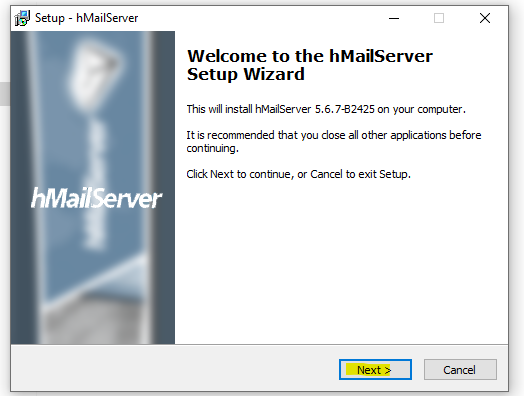 Setup - hMailServer
Welcome to the hMailServer
Setup Wizard
This will install hMailServer 5.6.7-B2425 on your computer.
It is recommended that you close all other applications before
continuing.
Click Next to continue, or Cancel to exit Setup.
hMailServer
hMailServer
Next >
Cancel